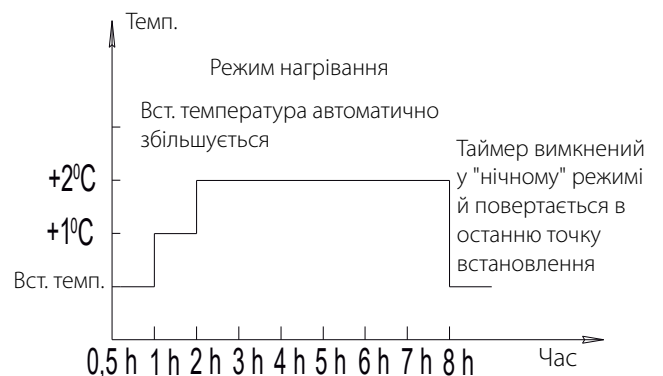 Темп.
Режим нагрівання
Вст. температура автоматично
збільшується
Таймер вимкнений
у "нічному" режимі
й повертається в
останню точку
встановлення
+2⁰C
+1⁰C
Вст. темп.
0,5 h 1 h 2 h 3 h 4 h 5 h 6 h 7 h 8 h
Час